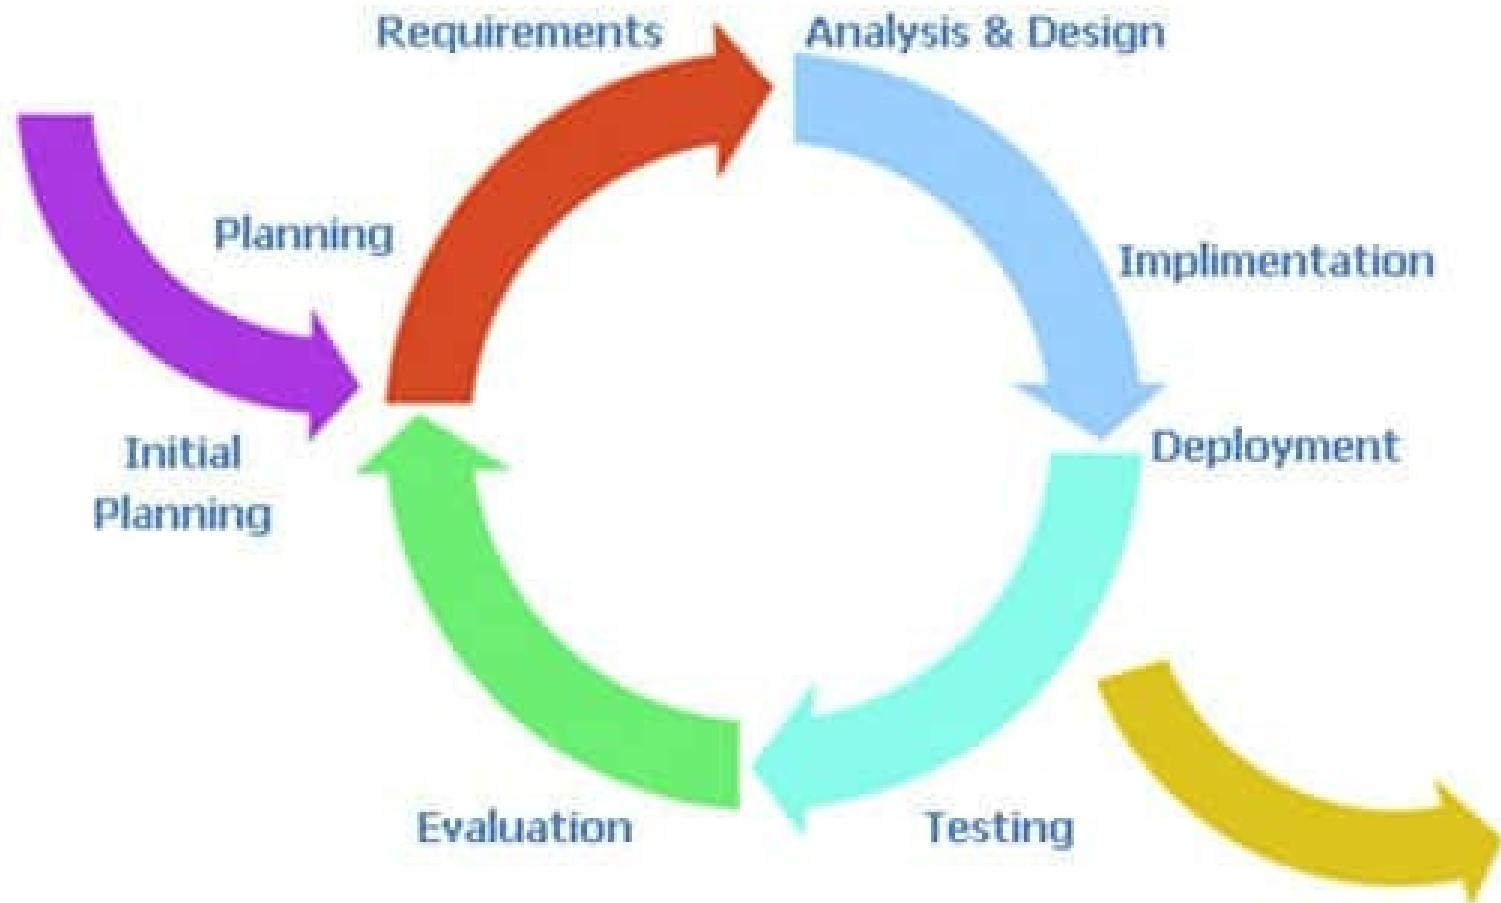 Requirements
Analysis & Design
Planning
Implimentation
Initial
Planning
Deployment
Evaluation
Testing